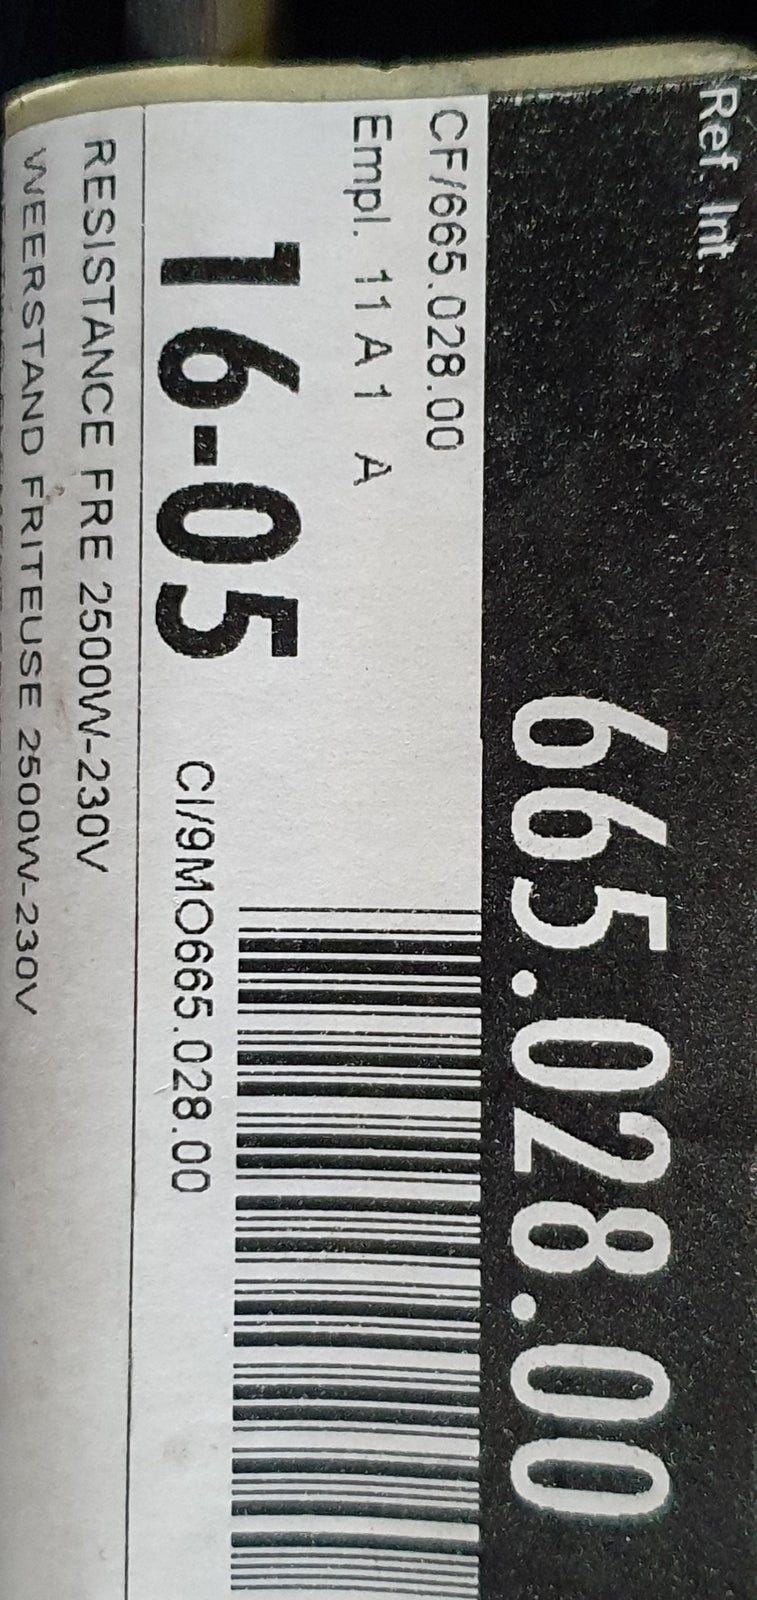 Ref. Int.
665.028.00
CF/665.028.00
Empl. 11 A 1 A
16-05
CI/9MO665.028.00
RESISTANCE FRE 2500W-230V
WEERSTAND FRITEUSE 2500W-230V